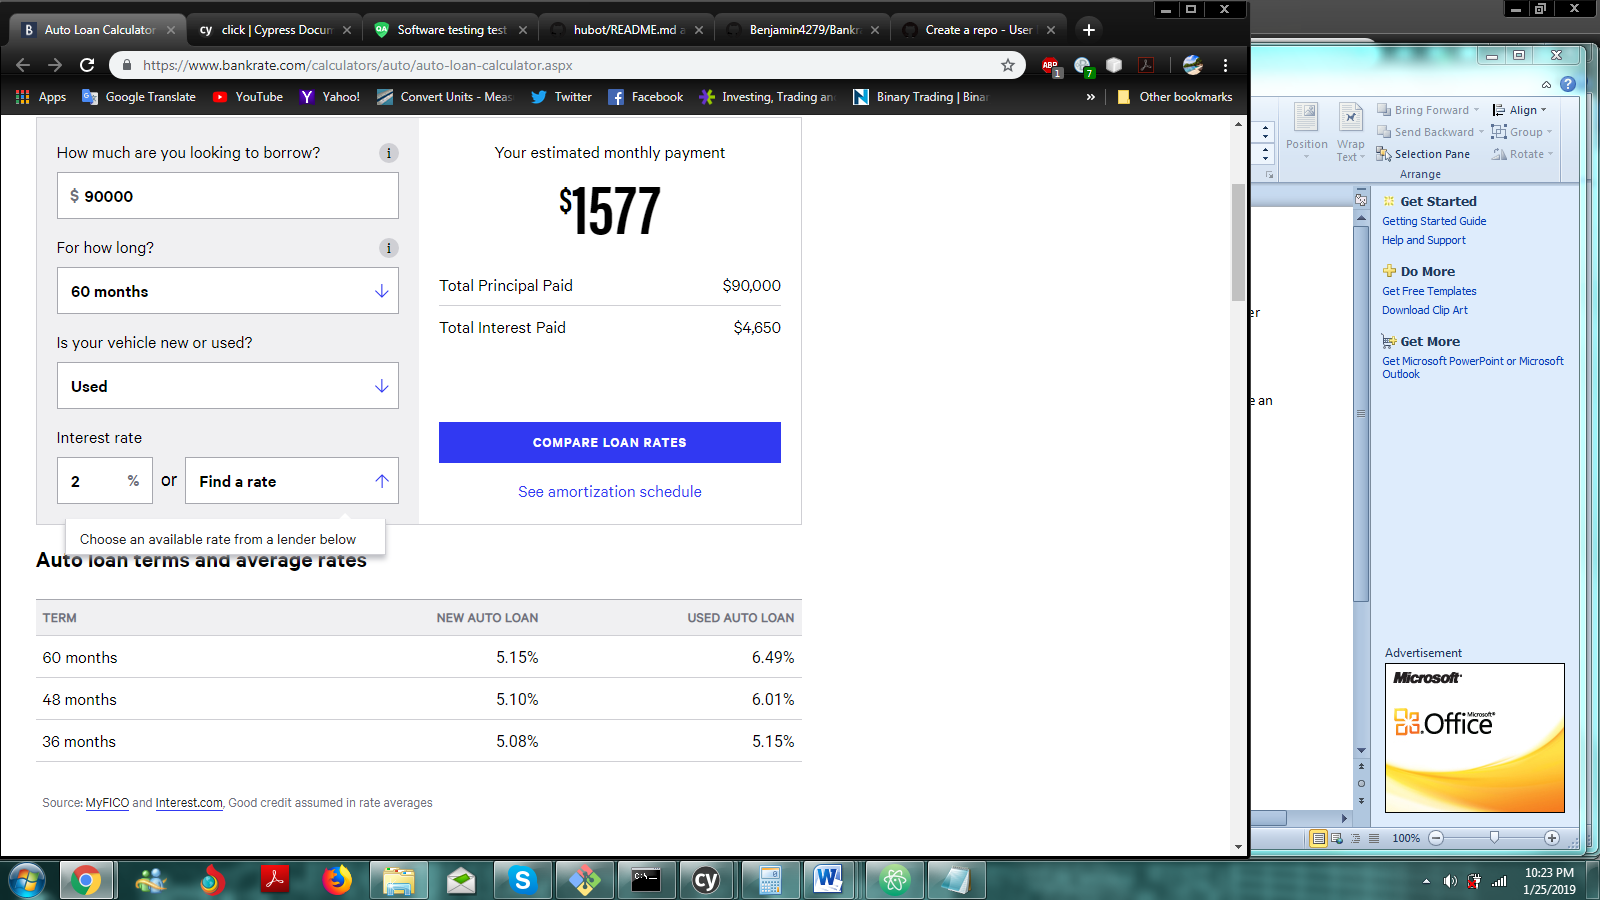 Auto Loan Calculator
click | Cypress Docum
Software testing test
hubot/README.md a
Benjamin4279/Bankr
Create a repo - User
https://www.bankrate.com/calculators/auto/auto-loan-calculator.aspx
ABP
1
7
Apps
Google Translate
YouTube
Yahoo!
Convert Units - Meas
Twitter
Facebook
Investing, Trading an
Binary Trading | Binar
»
Other bookmarks
How much are you looking to borrow?
i
$ 90000
For how long?
i
60 months
Is your vehicle new or used?
Used
Interest rate
2 %
or
Find a rate
Choose an available rate from a lender below
Your estimated monthly payment
$1577
Total Principal Paid $90,000
Total Interest Paid $4,650
COMPARE LOAN RATES
See amortization schedule
Auto loan terms and average rates
TERM NEW AUTO LOAN USED AUTO LOAN
60 months 5.15% 6.49%
48 months 5.10% 6.01%
36 months 5.08% 5.15%
Source: MyFICO and Interest.com, Good credit assumed in rate averages
Position
Wrap
Text
Bring Forward
Send Backward
Selection Pane
Align
Group
Rotate
Arrange
er
e an
Get Started
Getting Started Guide
Help and Support
Do More
Get Free Templates
Download Clip Art
Get More
Get Microsoft PowerPoint or Microsoft
Outlook
Advertisement
Microsoft
Microsoft
Office
100%
10:23 PM
1/25/2019